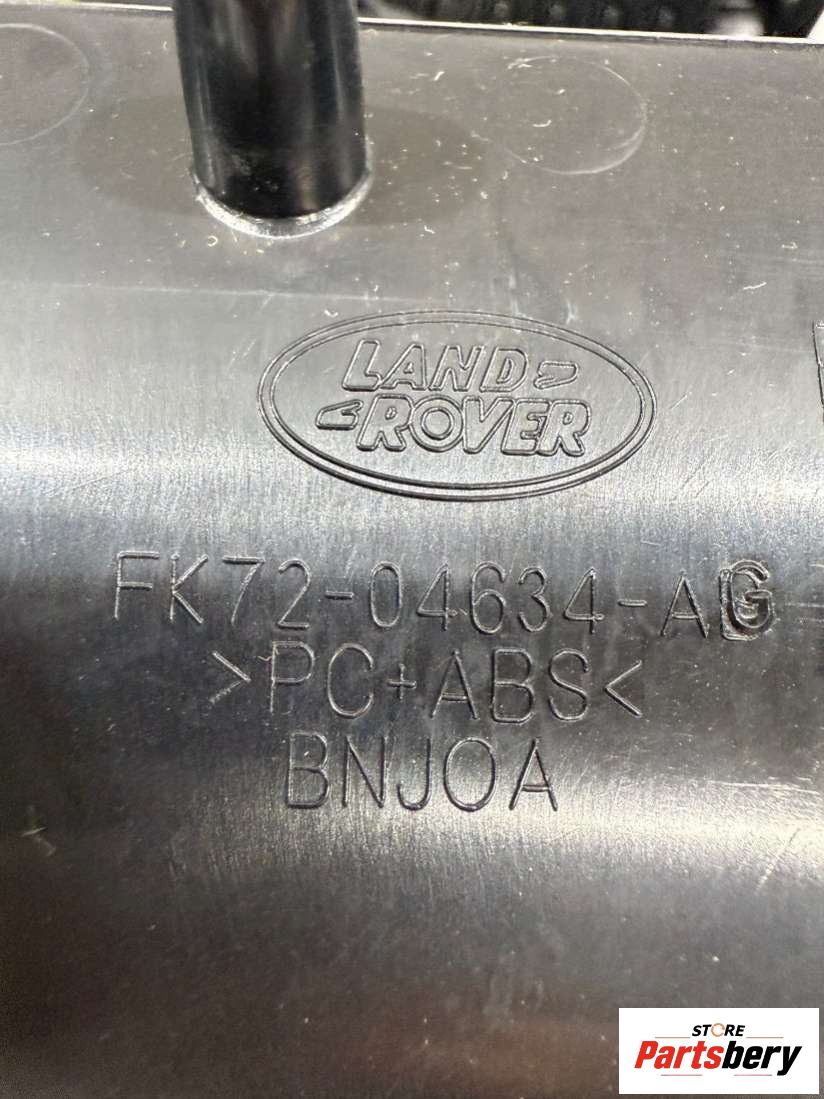 LAND
ROVER
FK72-04634-AG
>PC+ABS<
BNJOA
STORE
Partsbery